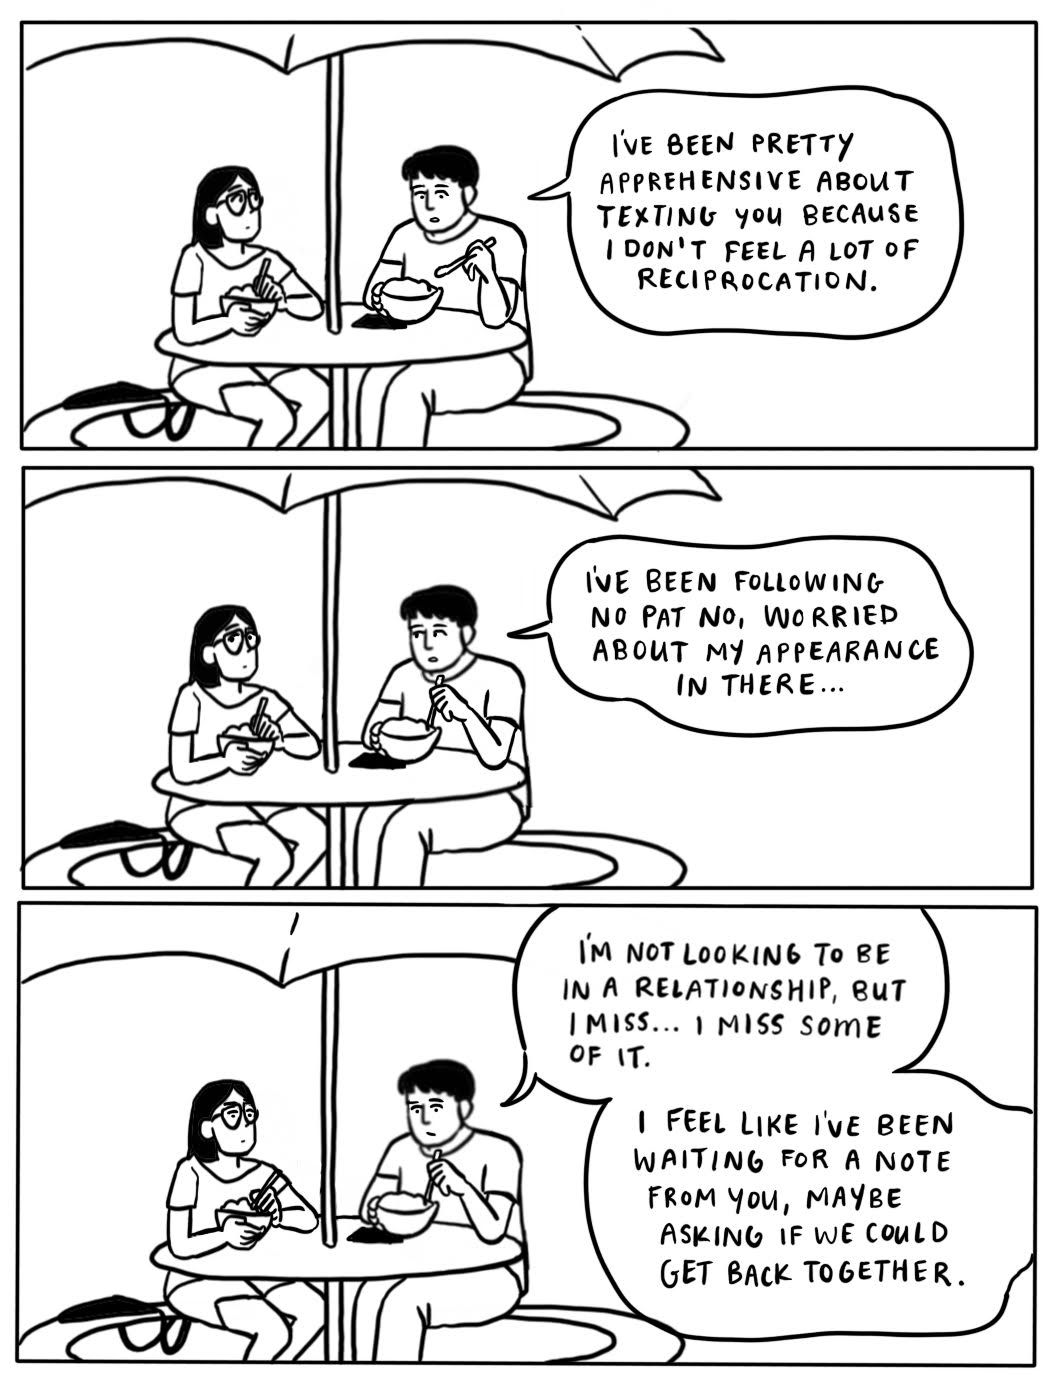 I'VE BEEN PRETTY
APPREHENSIVE ABOUT
TEXTING YOU BECAUSE
I DON'T FEEL A LOT OF
RECIPROCATION.
I'VE BEEN FOLLOWING
NO PAT NO, WORRIED
ABOUT MY APPEARANCE
IN THERE...
I'M NOT LOOKING TO BE
IN A RELATIONSHIP, BUT
I MISS... I MISS SOME
OF IT.
I FEEL LIKE I'VE BEEN
WAITING FOR A NOTE
FROM YOU, MAYBE
ASKING IF WE COULD
GET BACK TOGETHER.